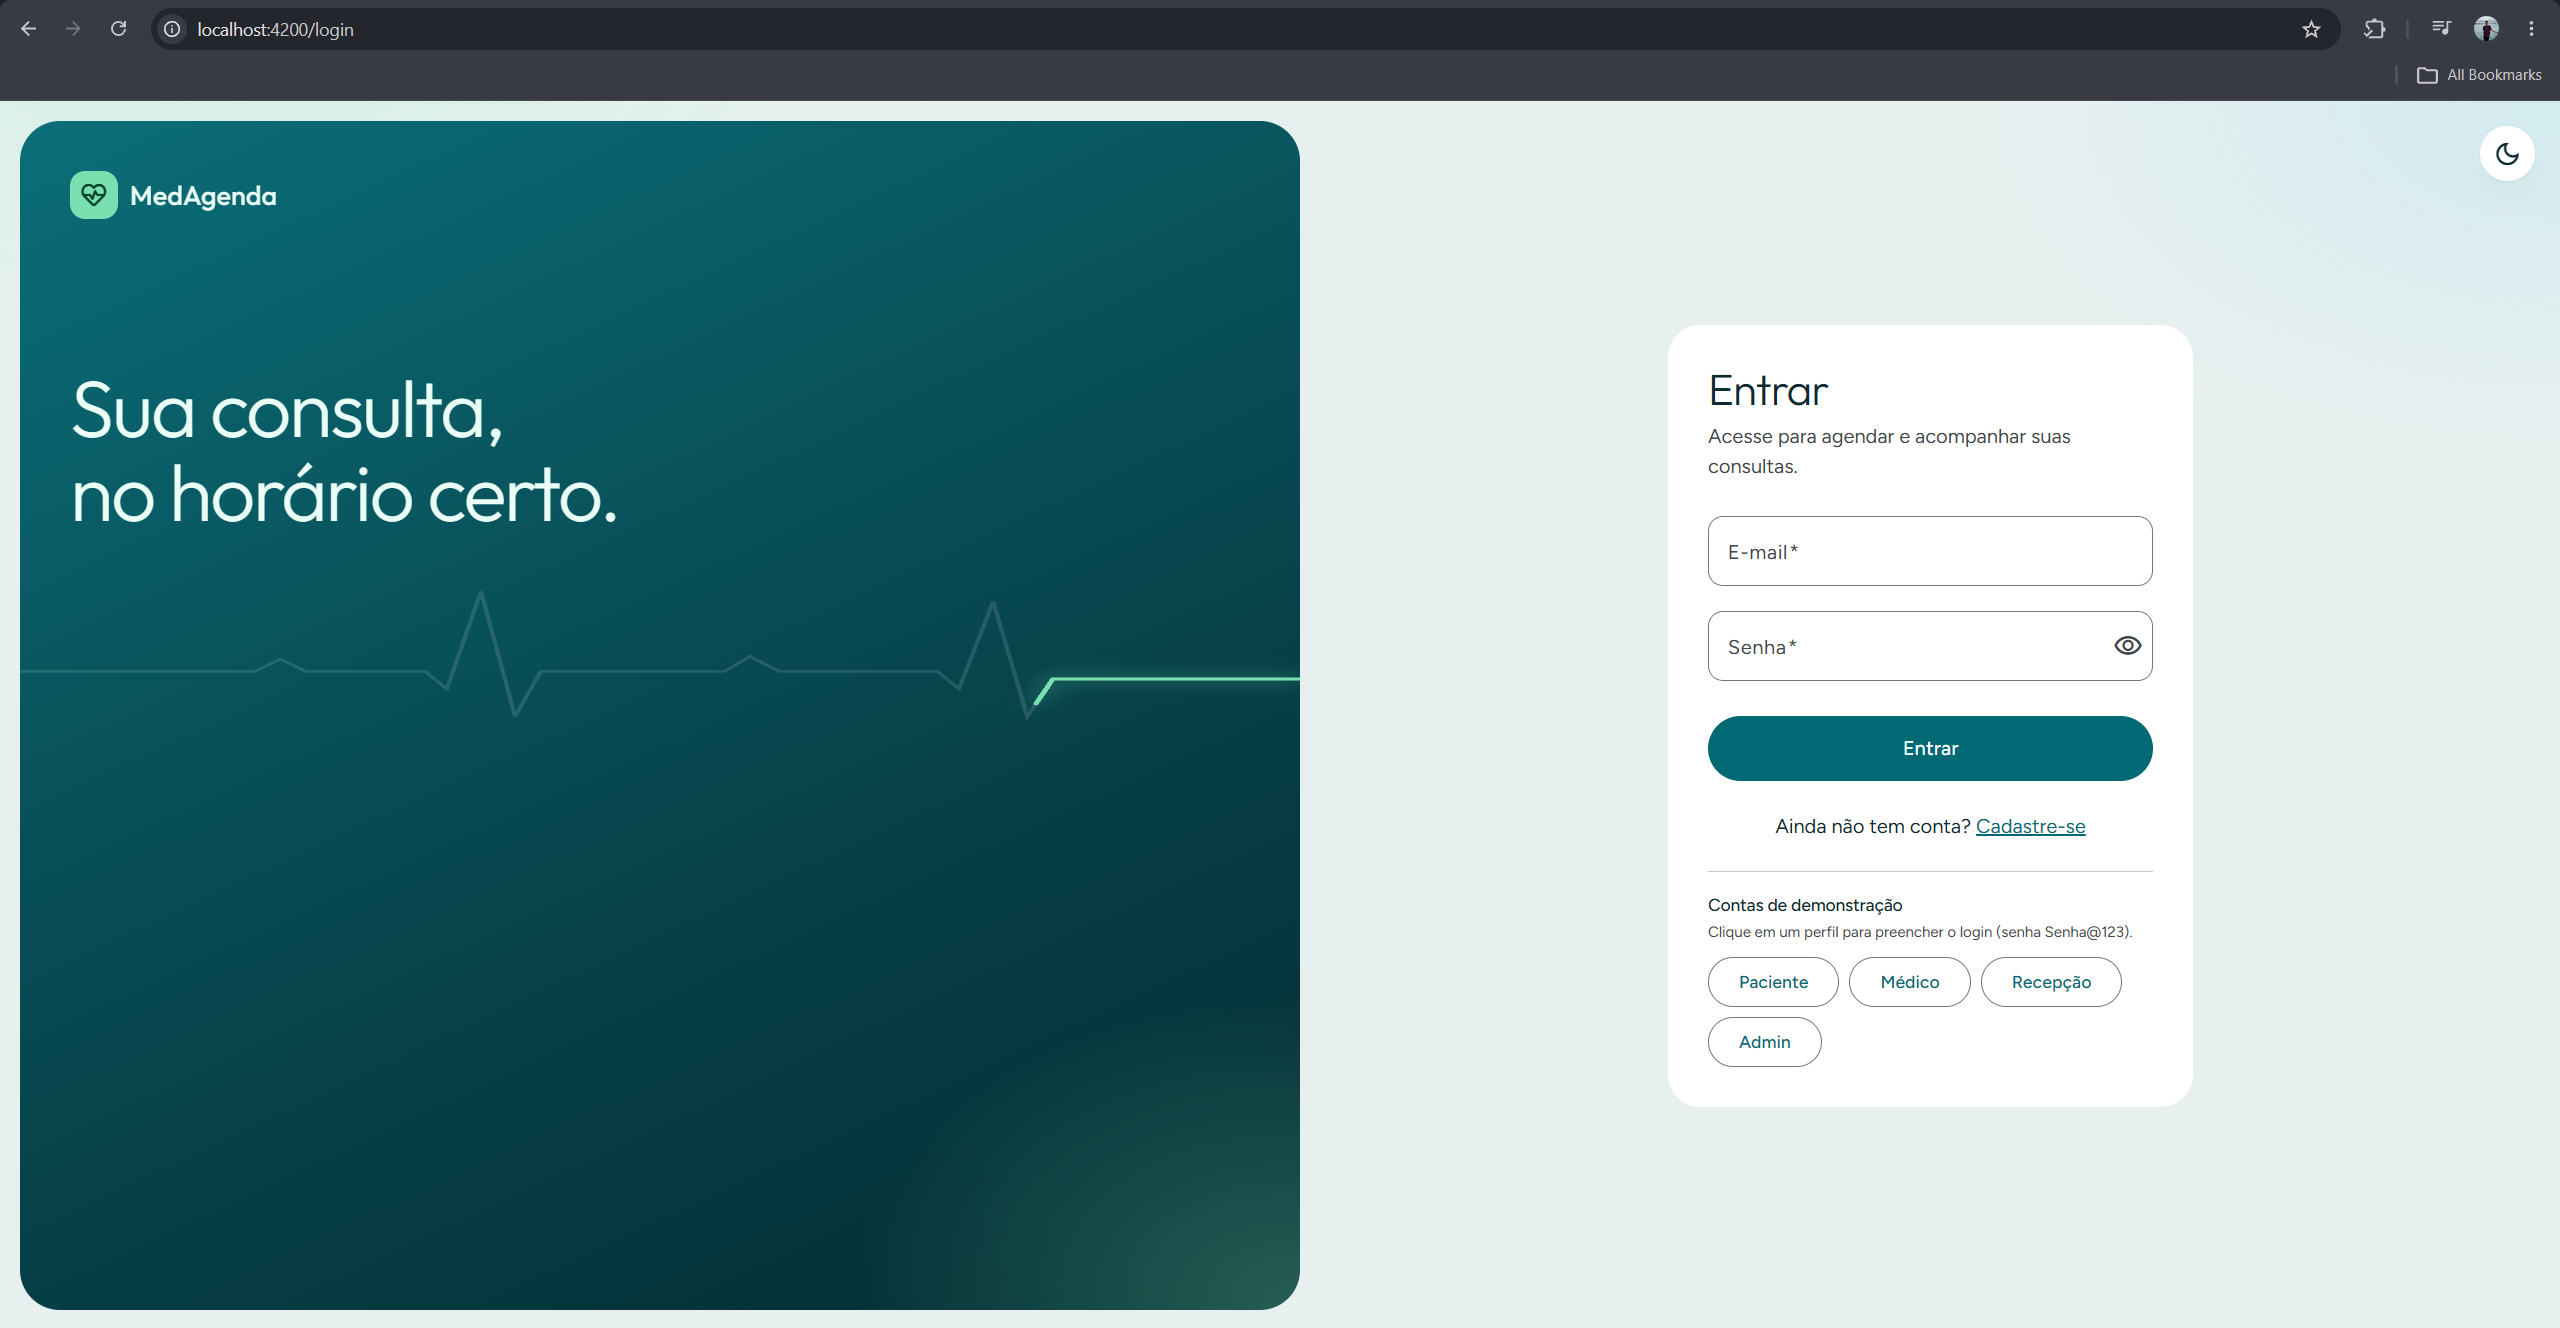 localhost:4200/login
All Bookmarks
MedAgenda
Sua consulta,
no horário certo.
Entrar
Acesse para agendar e acompanhar suas
consultas.
E-mail*
Senha*
Entrar
Ainda não tem conta? Cadastre-se
Contas de demonstração
Clique em um perfil para preencher o login (senha Senha@123).
Paciente
Médico
Recepção
Admin